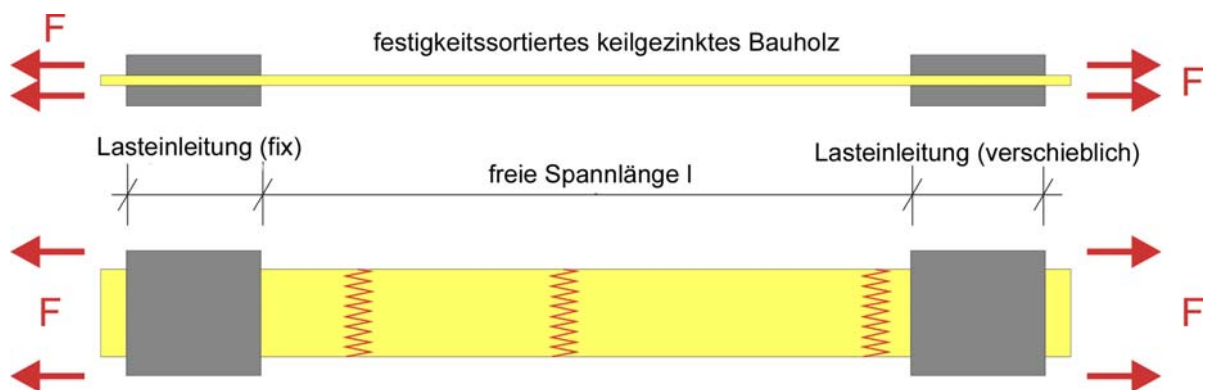 F
festigkeitssortiertes keilgezinktes Bauholz
F
Lasteinleitung (fix)
freie Spannlänge l
Lasteinleitung (verschieblich)
F
F